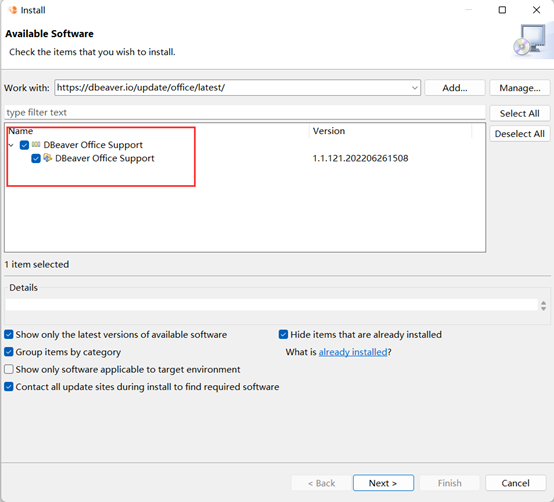 Install
Available Software
Check the items that you wish to install.
Work with: https://dbeaver.io/update/office/latest/ Add... Manage...
type filter text
Select All
Name Version
Deselect All
DBeaver Office Support
DBeaver Office Support 1.1.121.202206261508
1 item selected
Details
Show only the latest versions of available software Hide items that are already installed
Group items by category What is already installed?
Show only software applicable to target environment
Contact all update sites during install to find required software
< Back Next > Finish Cancel